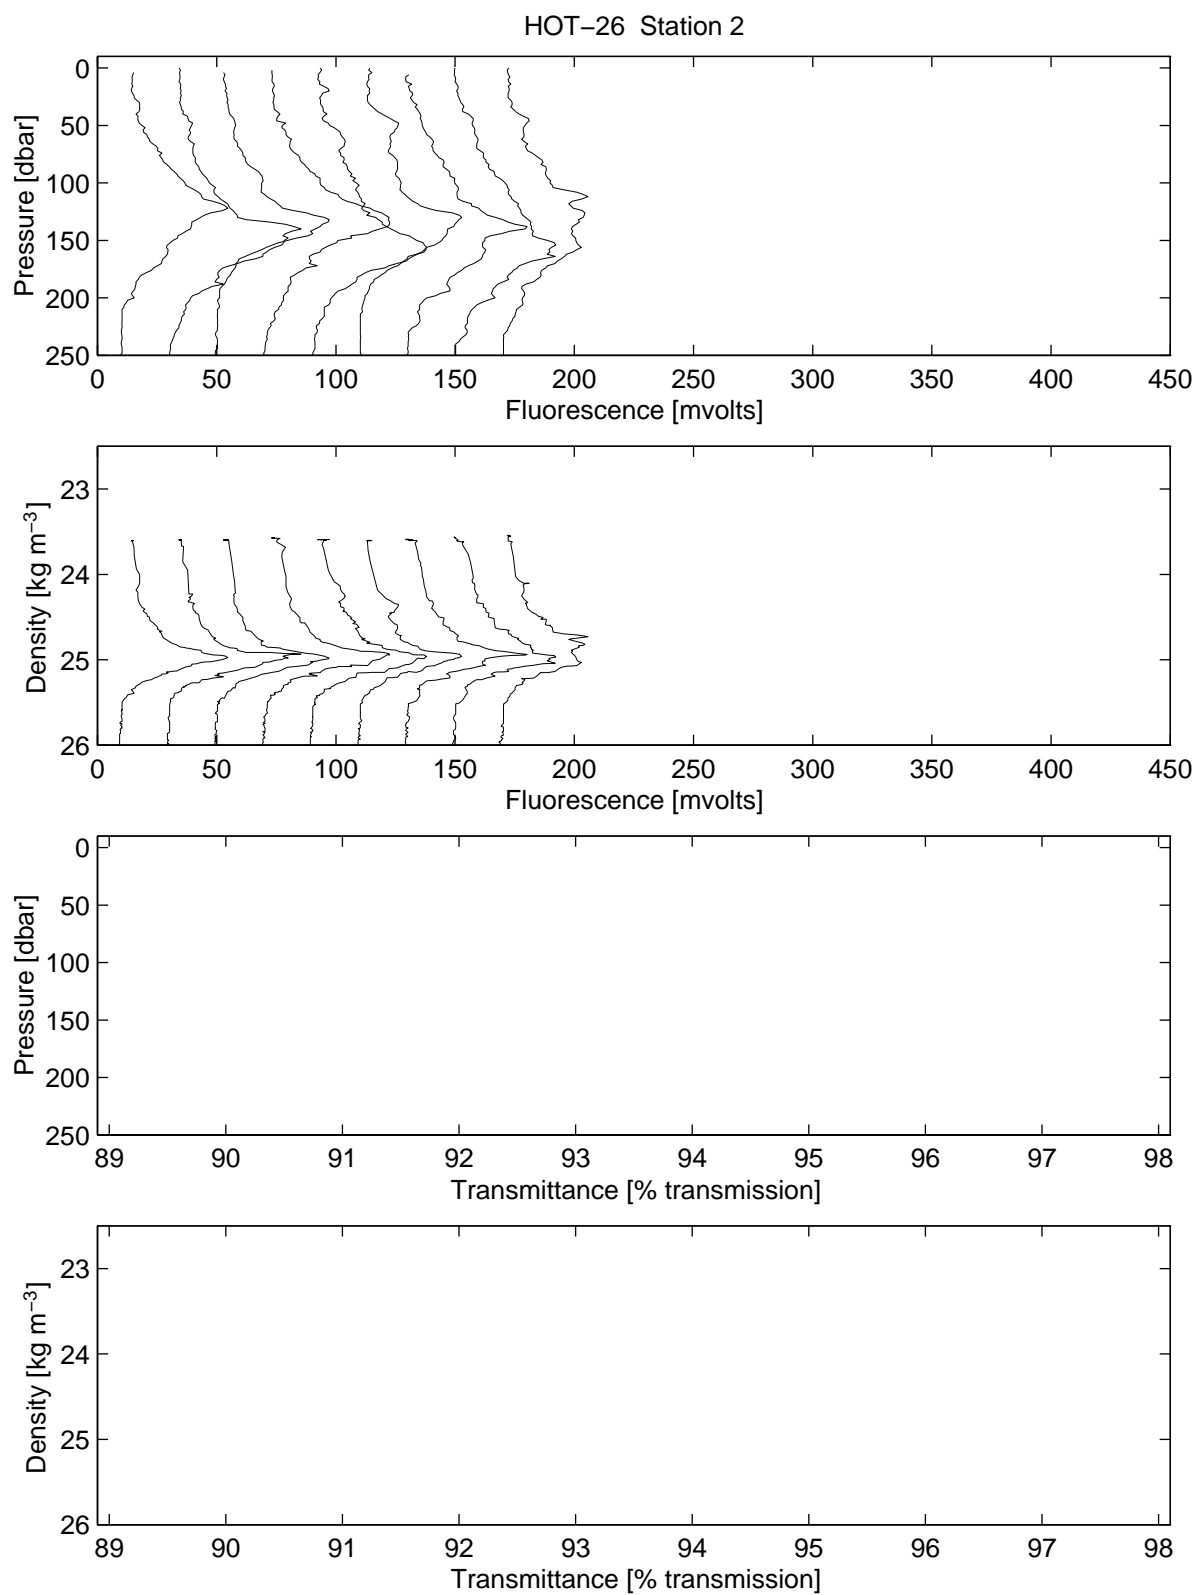 HOT−26 Station 2
0
50
100
150
200
250
Pressure [dbar]
0 50 100 150 200 250 300 350 400 450
Fluorescence [mvolts]
23
24
25
26
Density [kg m−3]
0 50 100 150 200 250 300 350 400 450
Fluorescence [mvolts]
0
50
100
150
200
250
Pressure [dbar]
89 90 91 92 93 94 95 96 97 98
Transmittance [% transmission]
23
24
25
26
Density [kg m−3]
89 90 91 92 93 94 95 96 97 98
Transmittance [% transmission]